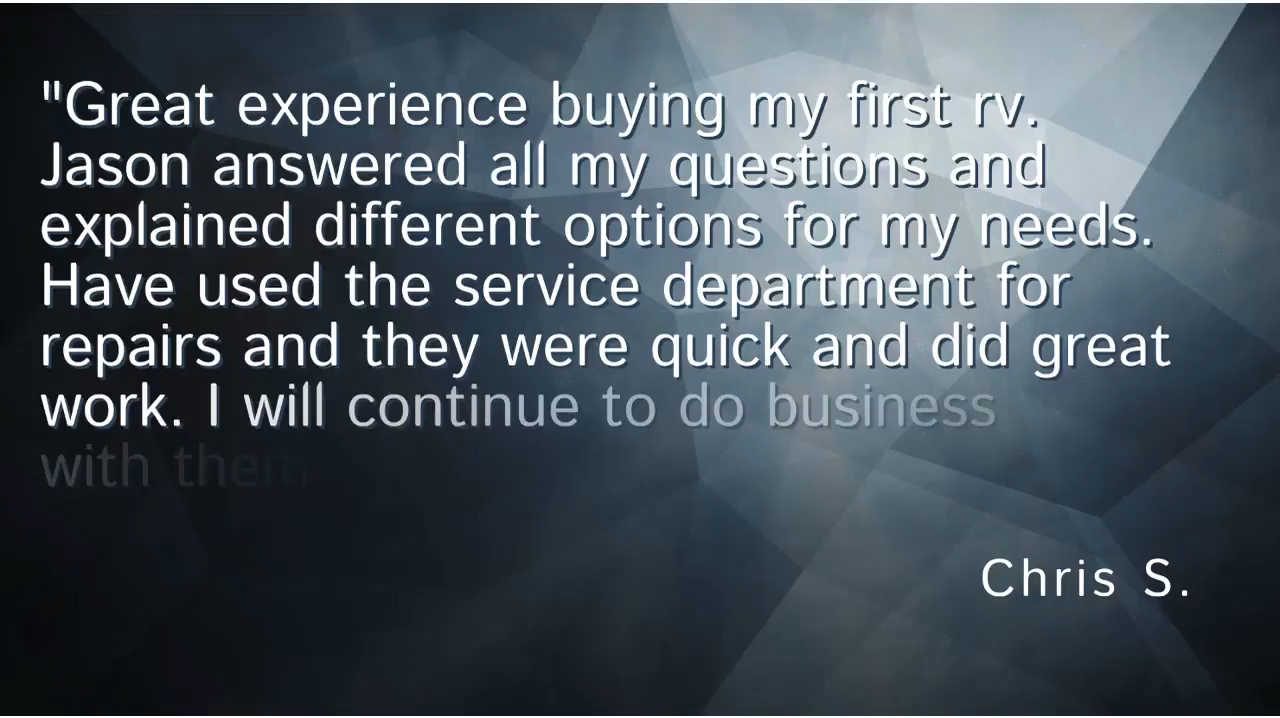 "Great experience buying my first rv.
Jason answered all my questions and
explained different options for my needs.
Have used the service department for
repairs and they were quick and did great
work. I will continue to do business
with them
Chris S.